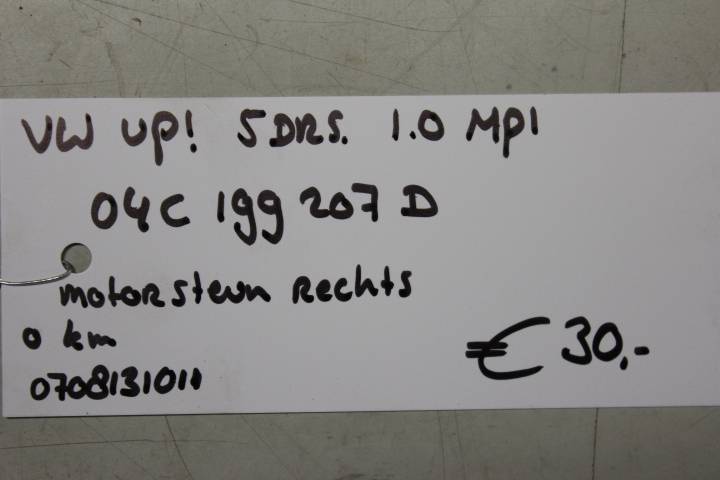 VW UP! 5DRS. 1.0 MPI
04C 199 207 D
motorsteun Rechts
0 km
0708131011
€ 30,-